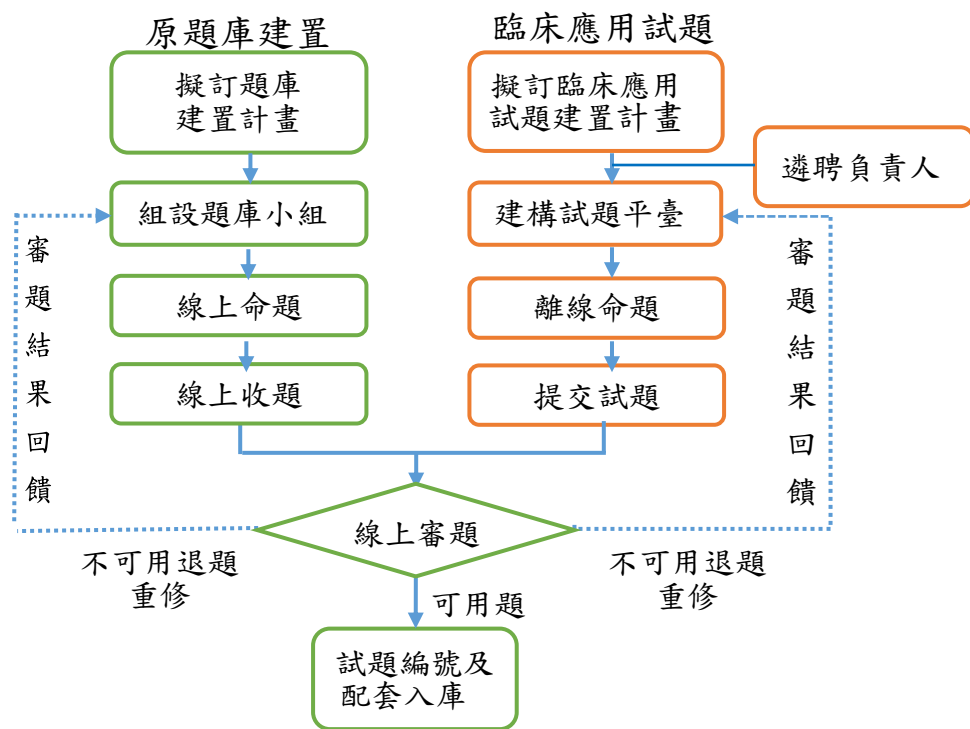 原題庫建置
臨床應用試題
擬訂題庫
建置計畫
擬訂臨床應用
試題建置計畫
遴聘負責人
組設題庫小組
建構試題平臺
線上命題
離線命題
線上收題
提交試題
審題結果回饋
審題結果回饋
線上審題
不可用退題
重修
不可用退題
重修
可用題
試題編號及
配套入庫